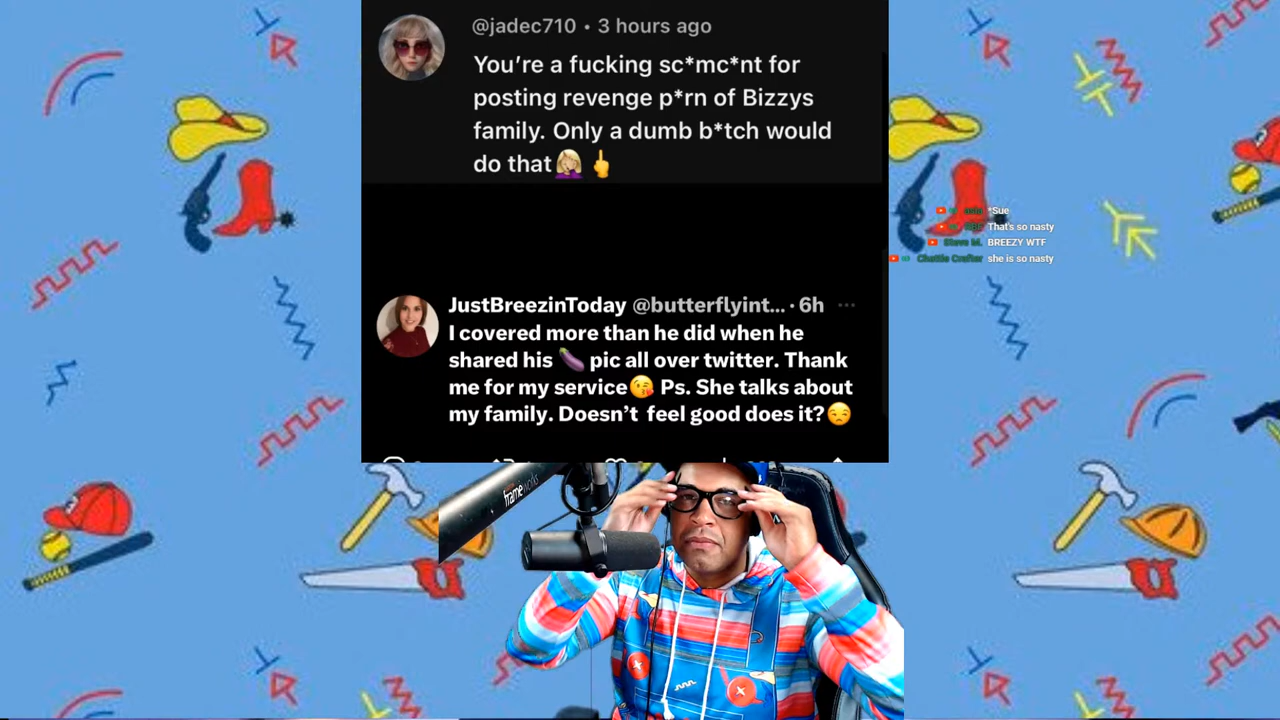 @jadec710 • 3 hours ago
You’re a fucking sc*mc*nt for
posting revenge p*rn of Bizzys
family. Only a dumb b*tch would
do that🤦🏼‍♀️ 🖕
JustBreezinToday @butterflyint... · 6h ···
I covered more than he did when he
shared his 🍆 pic all over twitter. Thank
me for my service😘 Ps. She talks about
my family. Doesn’t feel good does it?😒
*Sue
That's so nasty
Steve M. BREEZY WTF
Chattie Crafter she is so nasty
frameworks